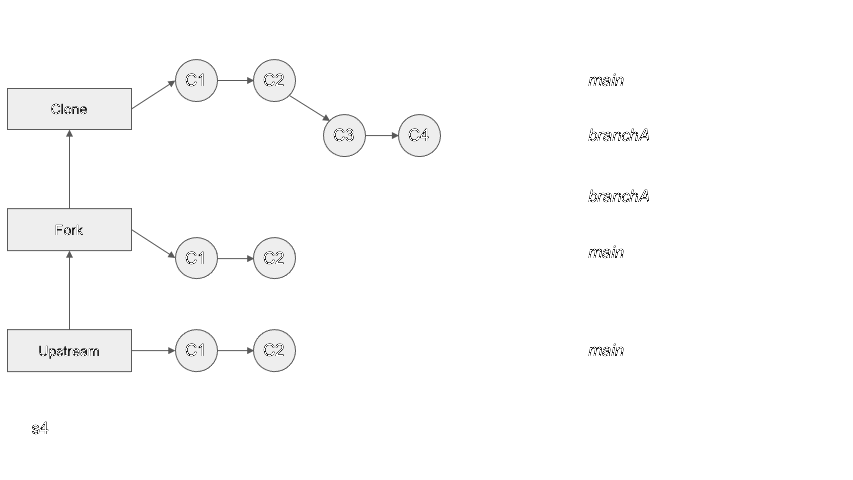 C1 C2 main
Clone
C3 C4 branchA
branchA
Fork
C1 C2 main
Upstream C1 C2 main
s4